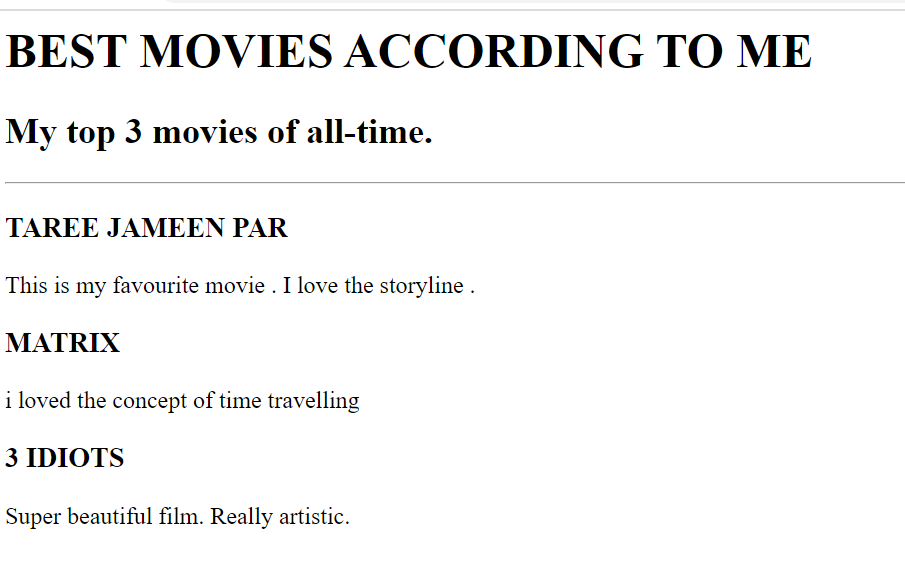 BEST MOVIES ACCORDING TO ME
My top 3 movies of all-time.
TAREE JAMEEN PAR
This is my favourite movie . I love the storyline .
MATRIX
i loved the concept of time travelling
3 IDIOTS
Super beautiful film. Really artistic.